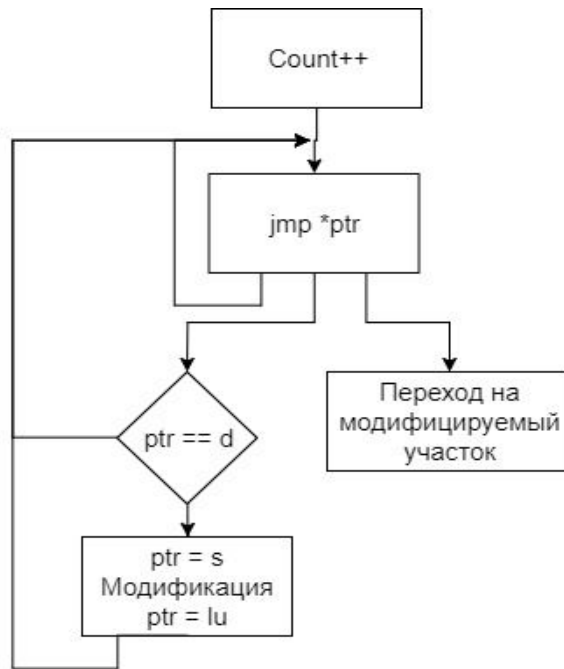 Count++
jmp *ptr
ptr == d
Переход на
модифицируемый
участок
ptr = s
Модификация
ptr = lu